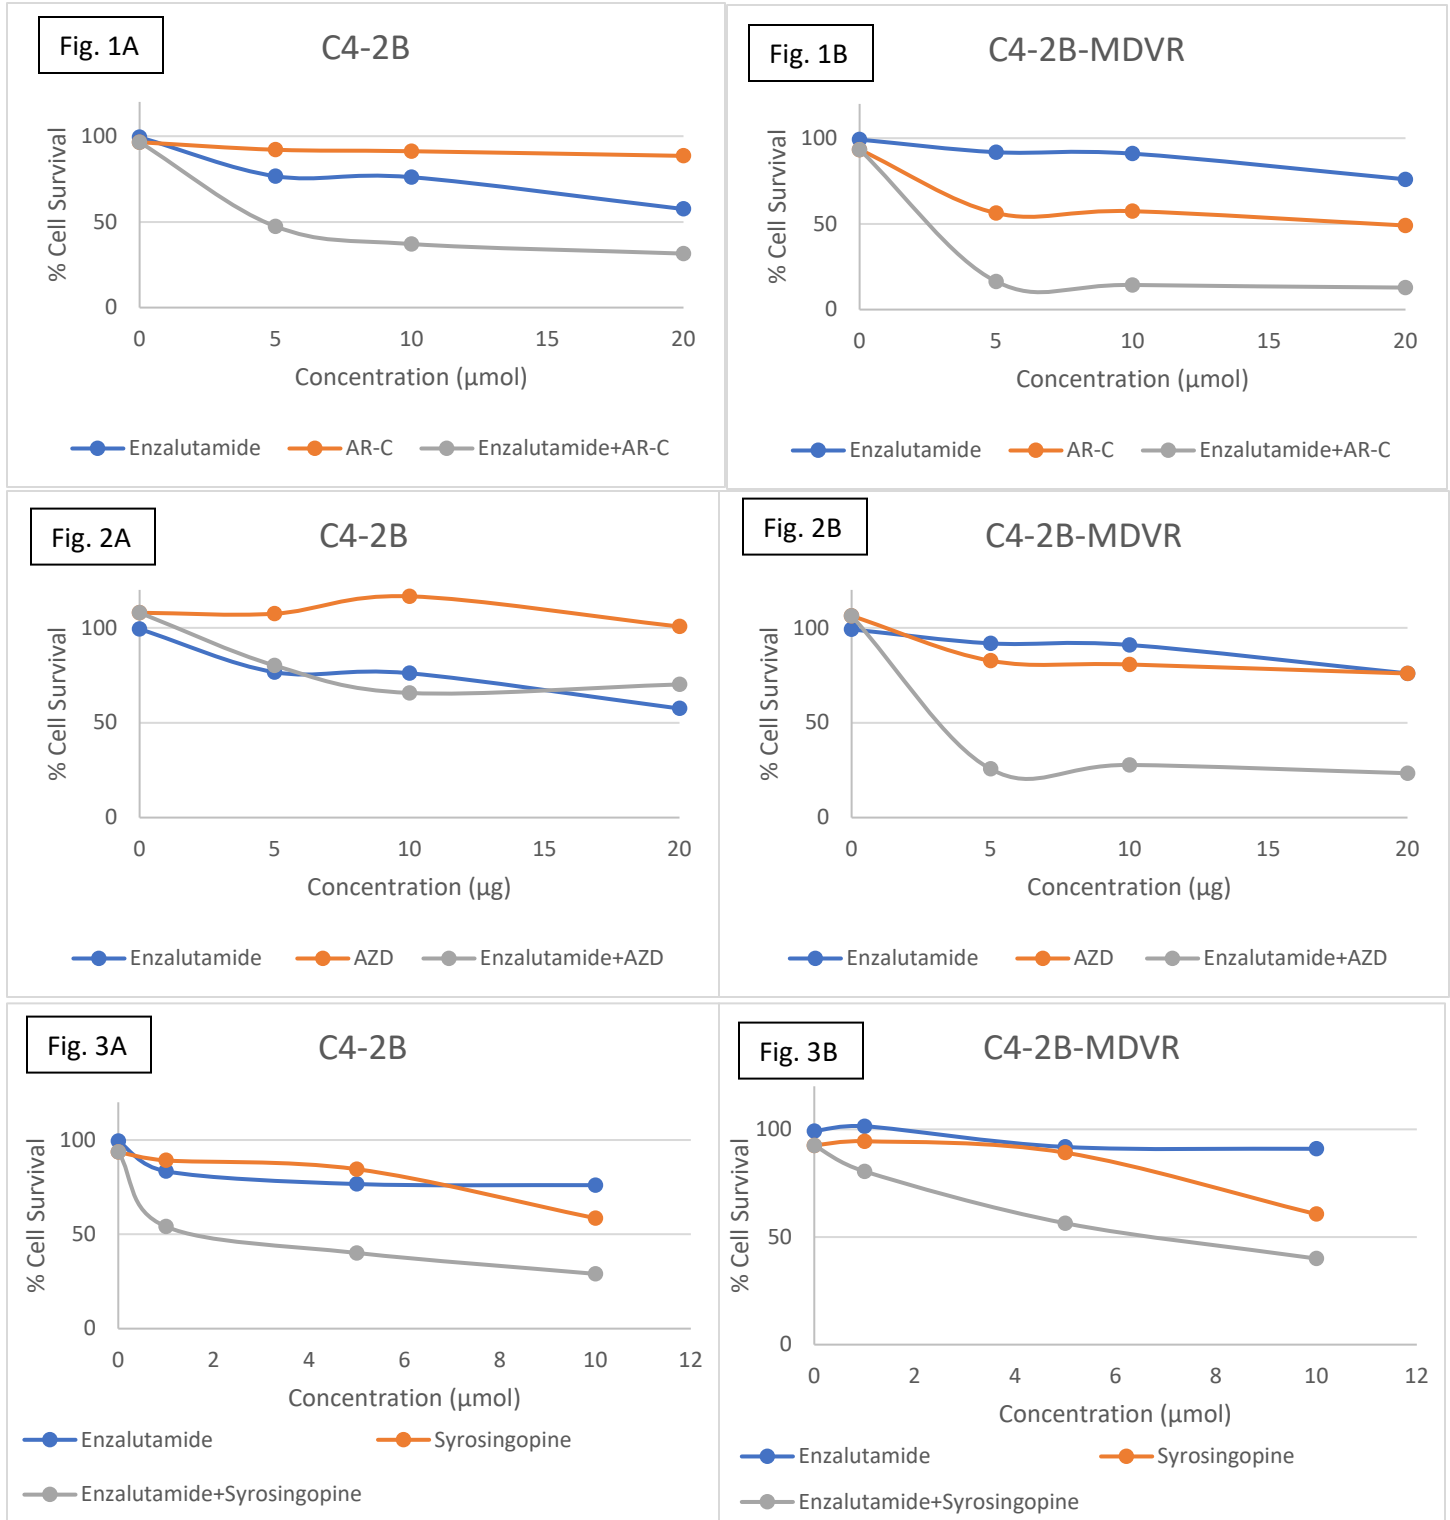 Fig. 1A
C4-2B
% Cell Survival
100
50
0
0 5 10 15 20
Concentration (µmol)
Enzalutamide AR-C Enzalutamide+AR-C
Fig. 1B
C4-2B-MDVR
% Cell Survival
100
50
0
0 5 10 15 20
Concentration (µmol)
Enzalutamide AR-C Enzalutamide+AR-C
Fig. 2A
C4-2B
% Cell Survival
100
50
0
0 5 10 15 20
Concentration (µg)
Enzalutamide AZD Enzalutamide+AZD
Fig. 2B
C4-2B-MDVR
% Cell Survival
100
50
0
0 5 10 15 20
Concentration (µg)
Enzalutamide AZD Enzalutamide+AZD
Fig. 3A
C4-2B
% Cell Survival
100
50
0
0 2 4 6 8 10 12
Concentration (µmol)
Enzalutamide Syrosingopine
Enzalutamide+Syrosingopine
Fig. 3B
C4-2B-MDVR
% Cell Survival
100
50
0
0 2 4 6 8 10 12
Concentration (µmol)
Enzalutamide Syrosingopine
Enzalutamide+Syrosingopine